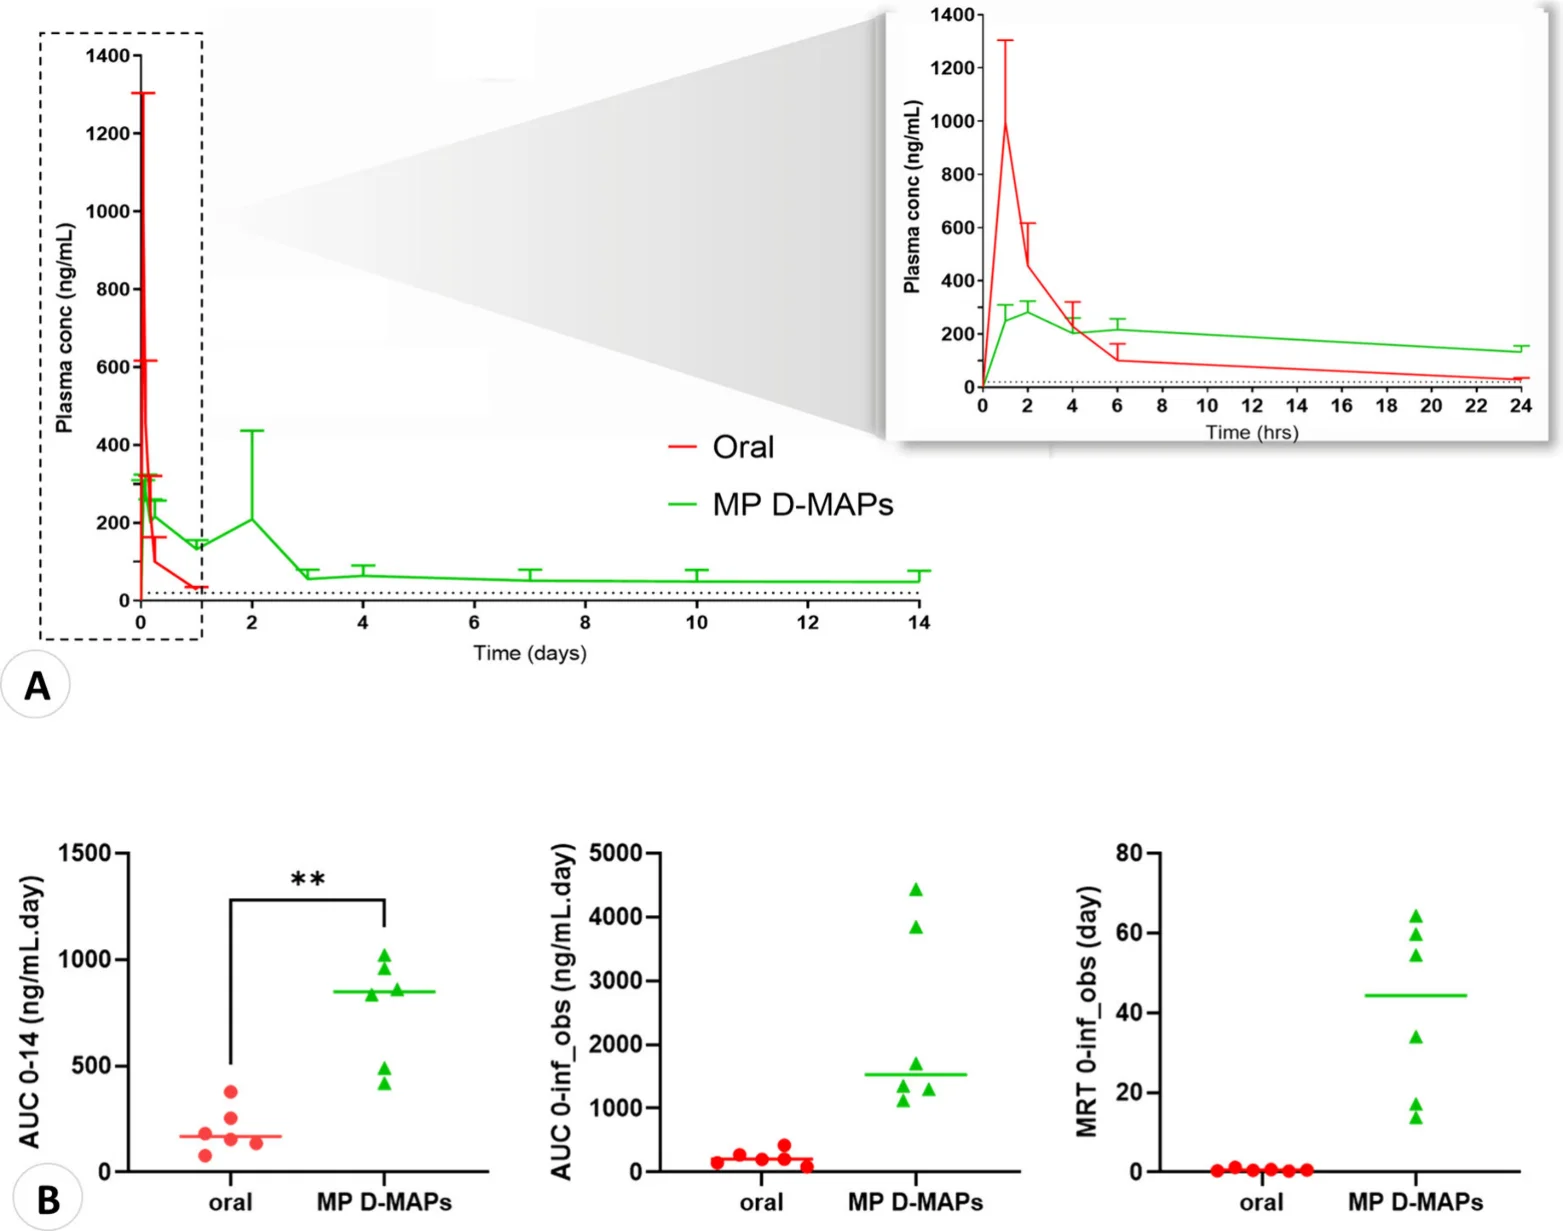 1400
1200
1000
800
600
400
200
0
Plasma conc (ng/mL)
0 2 4 6 8 10 12 14
Time (days)
Oral
MP D-MAPs
1400
1200
1000
800
600
400
200
0
Plasma conc (ng/mL)
0 2 4 6 8 10 12 14 16 18 20 22 24
Time (hrs)
A
1500
1000
500
0
AUC 0-14 (ng/mL.day)
**
oral MP D-MAPs
5000
4000
3000
2000
1000
0
AUC 0-inf_obs (ng/mL.day)
oral MP D-MAPs
80
60
40
20
0
MRT 0-inf_obs (day)
oral MP D-MAPs
B